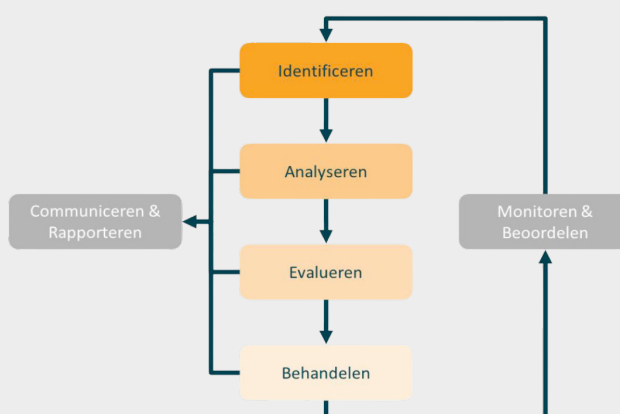 Identificeren
Analyseren
Communiceren &
Rapporteren
Monitoren &
Beoordelen
Evalueren
Behandelen